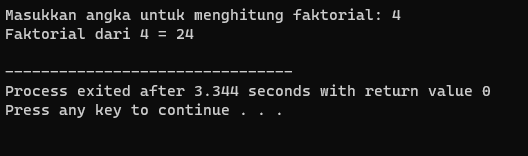 Masukkan angka untuk menghitung faktorial: 4
Faktorial dari 4 = 24
--------------------------------
Process exited after 3.344 seconds with return value 0
Press any key to continue . . .